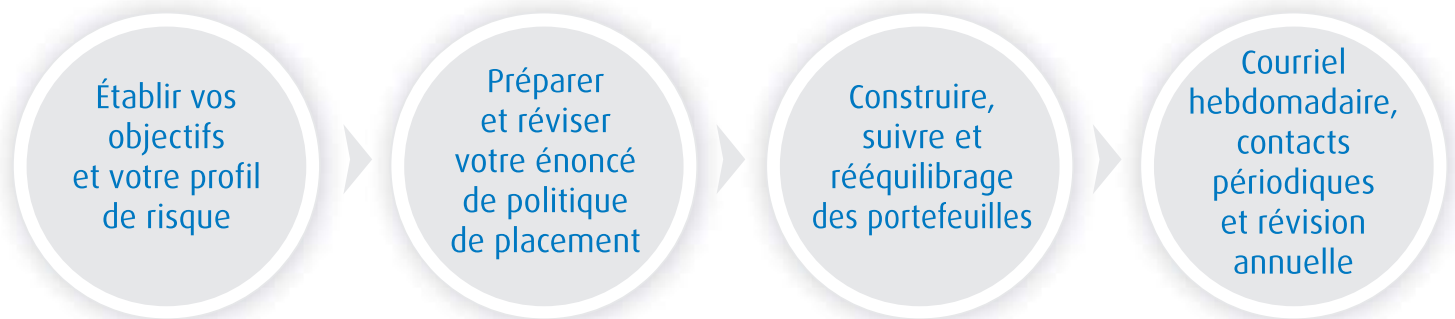 Établir vos
objectifs
et votre profil
de risque
Préparer
et réviser
votre énoncé
de politique
de placement
Construire,
suivre et
rééquilibrage
des portefeuilles
Courriel
hebdomadaire,
contacts
périodiques
et révision
annuelle